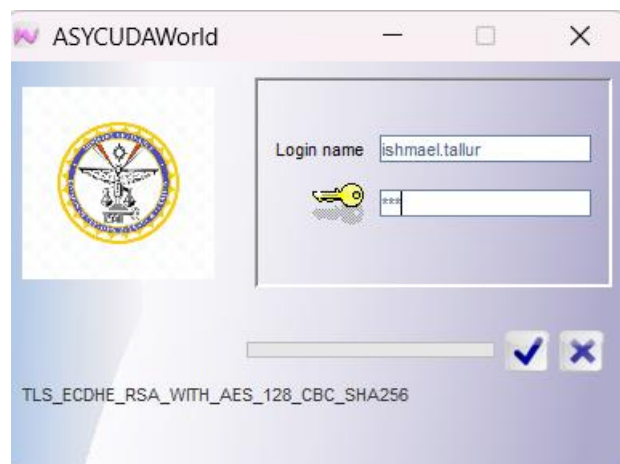 ASYCUDAWorld
Login name ishmael.tallur
***
TLS_ECDHE_RSA_WITH_AES_128_CBC_SHA256